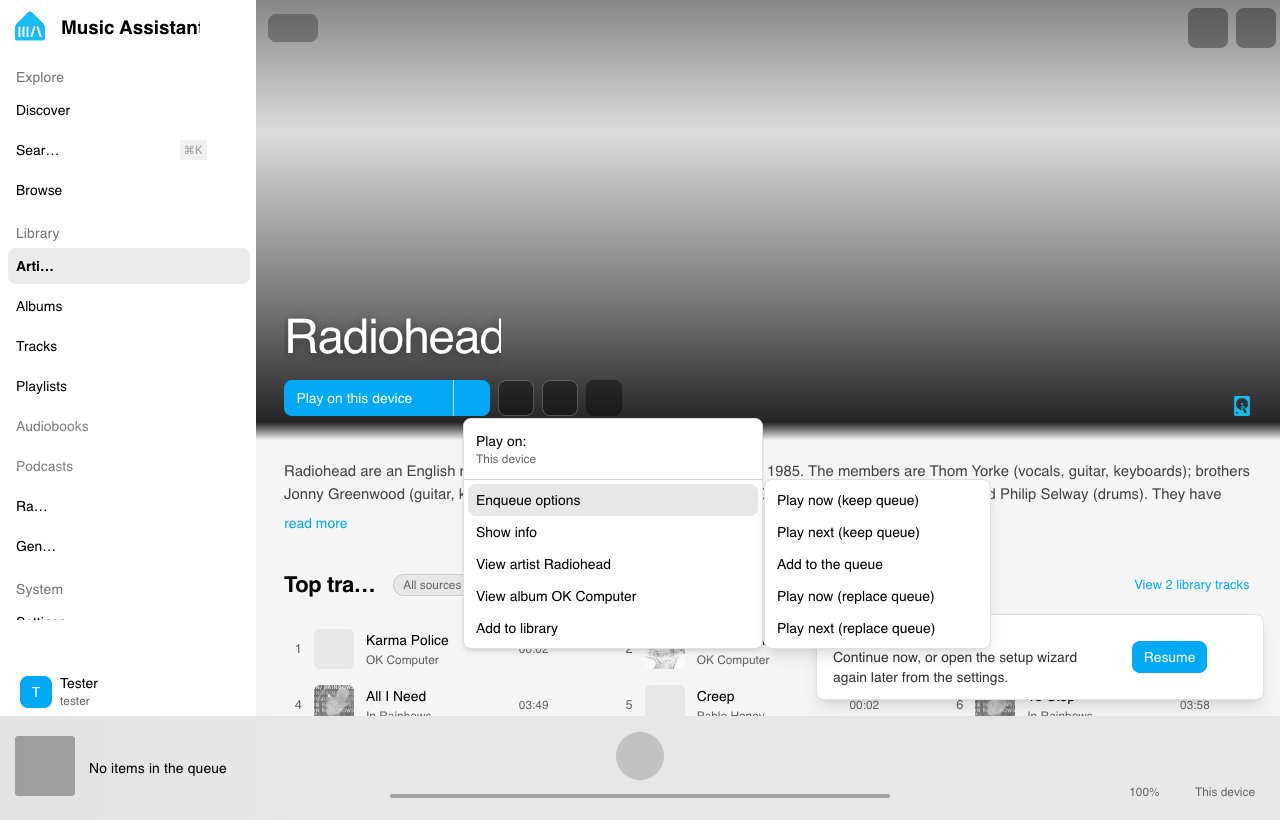 Music Assistant
Explore
Discover
Sear…
⌘K
Browse
Library
Arti…
Albums
Tracks
Playlists
Audiobooks
Podcasts
Ra…
Gen…
System
T
Tester
tester
Radiohead
Play on this device
Radiohead are an English
1985. The members are Thom Yorke (vocals, guitar, keyboards); brothers
Jonny Greenwood (guitar,
Philip Selway (drums). They have
read more
Play on:
This device
Enqueue options
Show info
View artist Radiohead
View album OK Computer
Add to library
Play now (keep queue)
Play next (keep queue)
Add to the queue
Play now (replace queue)
Play next (replace queue)
Top tra…
All sources
View 2 library tracks
1
Karma Police
OK Computer
00:02
2
OK Computer
Continue now, or open the setup wizard
again later from the settings.
Resume
4
All I Need
In Rainbows
03:49
5
Creep
Pablo Honey
00:02
6
In Rainbows
03:58
No items in the queue
100%
This device